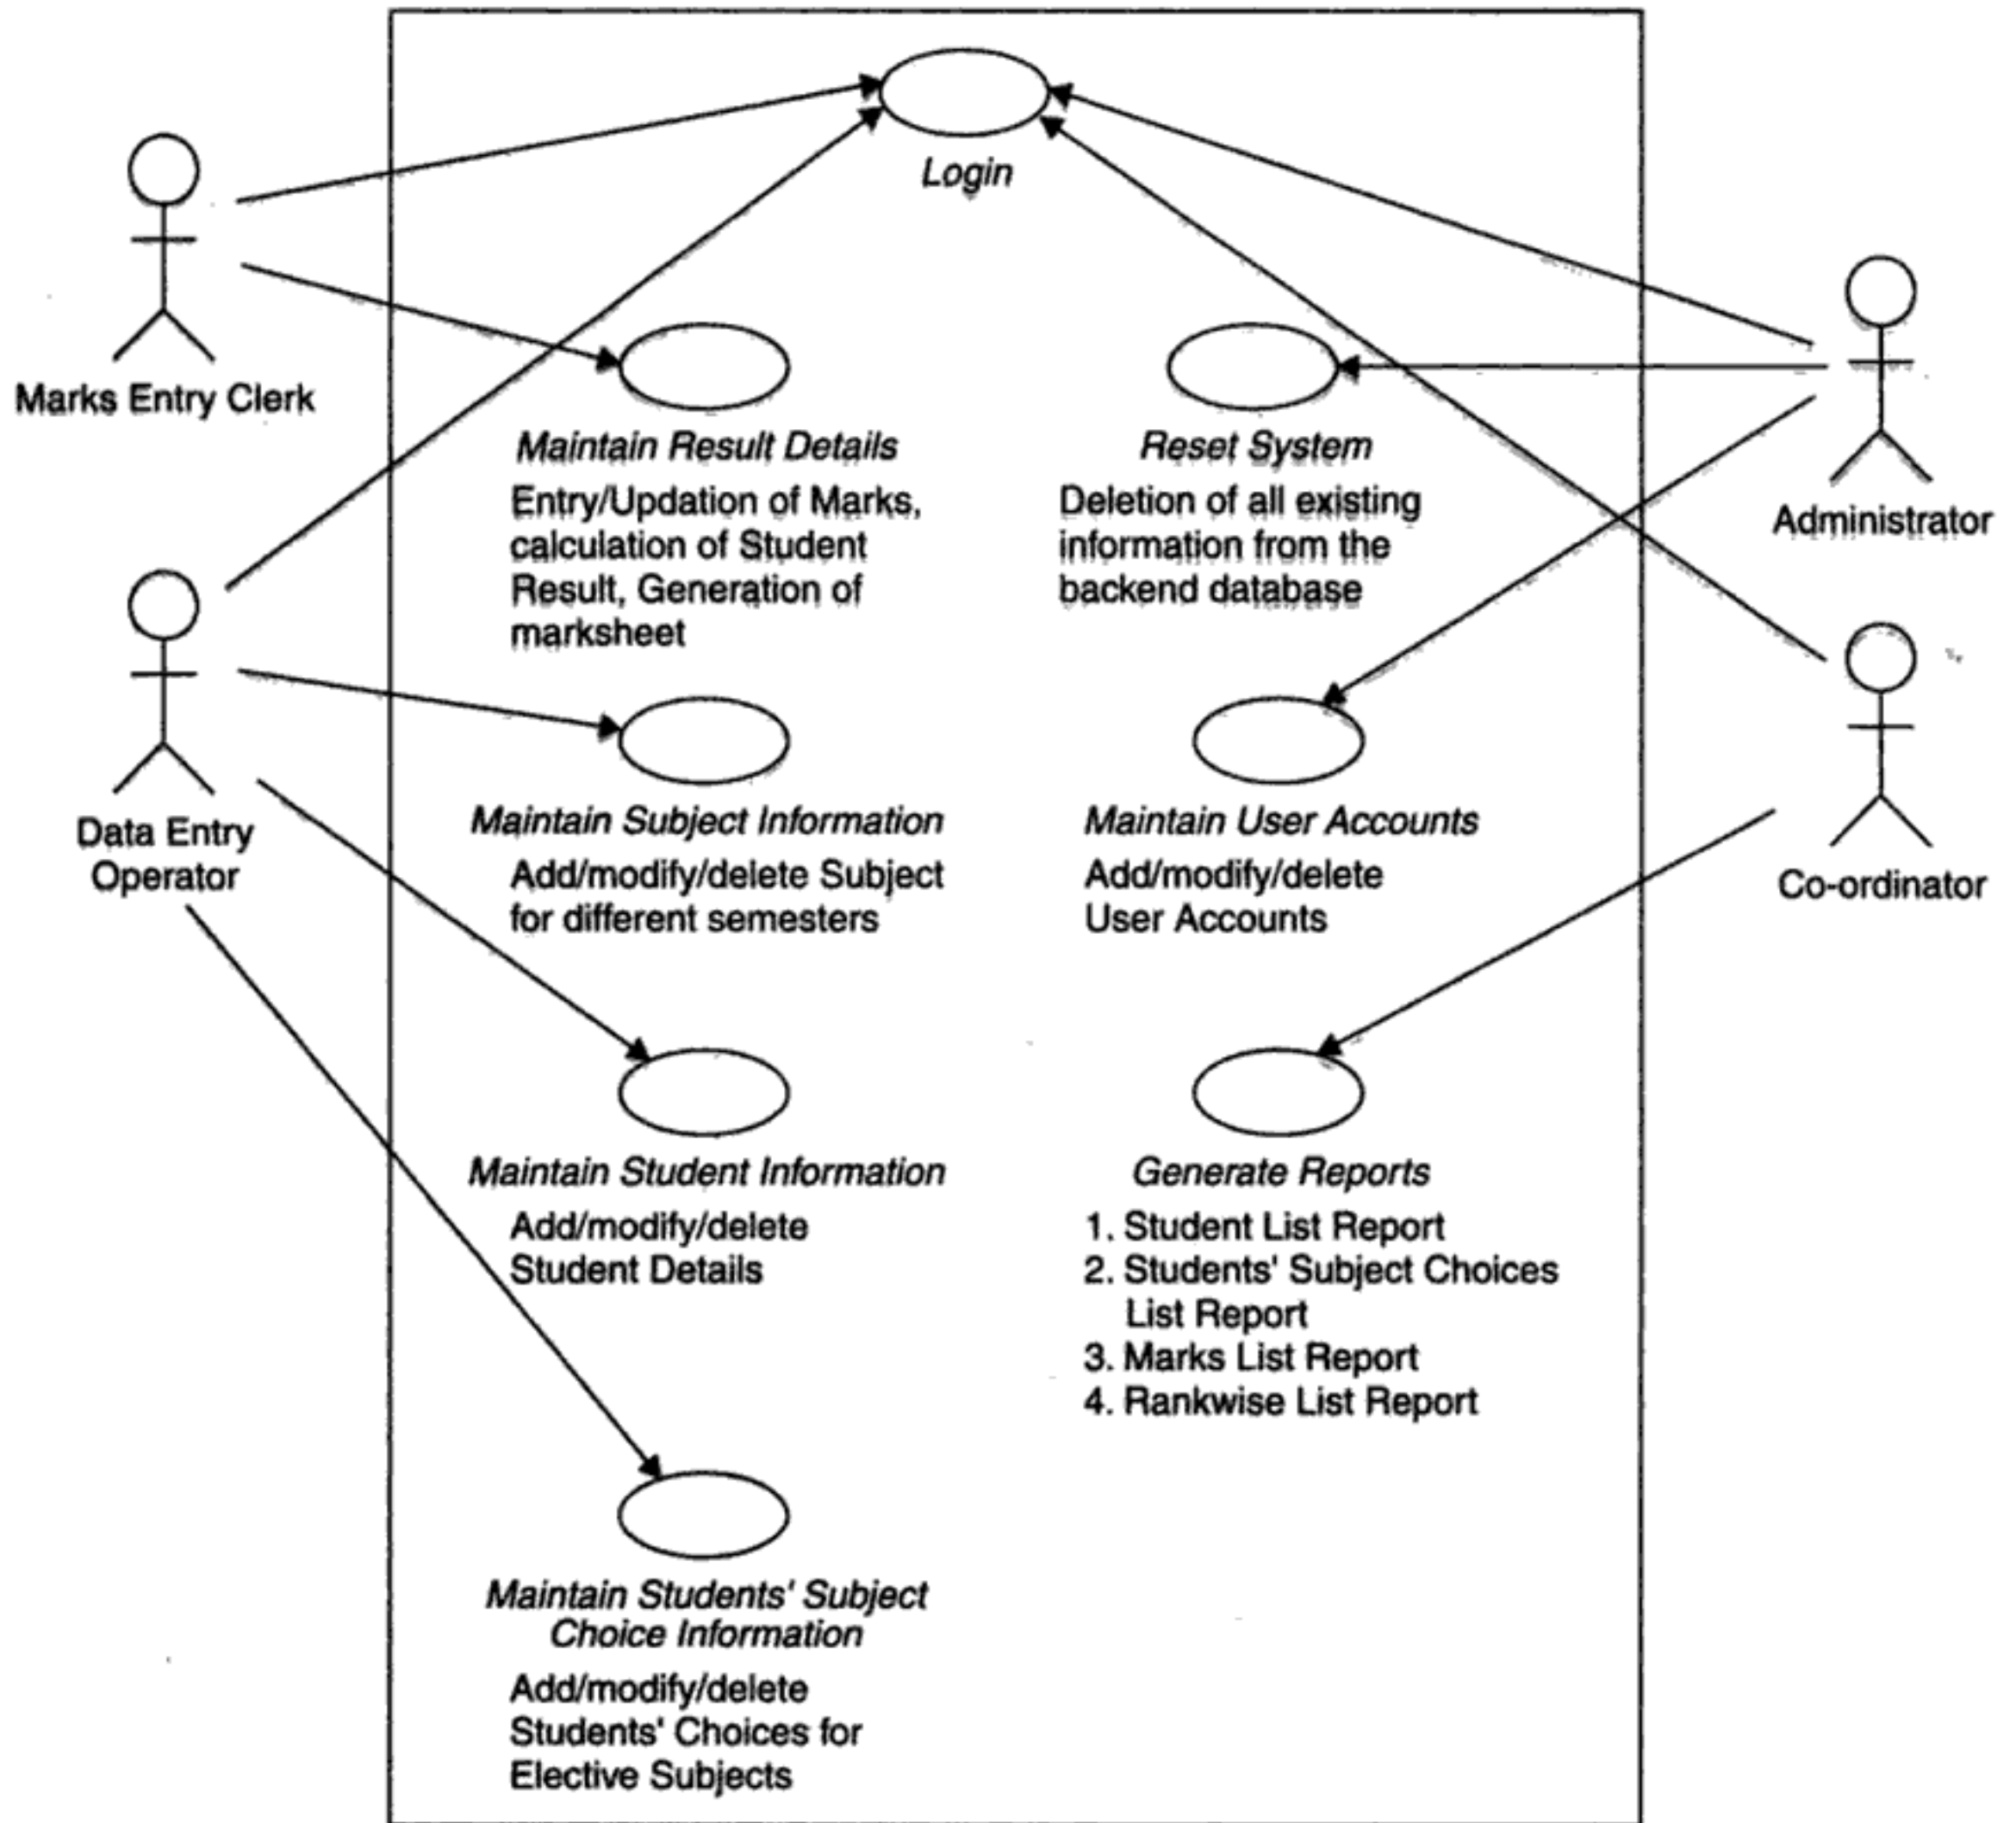 Login
Marks Entry Clerk
Maintain Result Details
Entry/Updation of Marks,
calculation of Student
Result, Generation of
marksheet
Reset System
Deletion of all existing
information from the
backend database
Administrator
Data Entry
Operator
Maintain Subject Information
Add/modify/delete Subject
for different semesters
Maintain User Accounts
Add/modify/delete
User Accounts
Co-ordinator
Maintain Student Information
Add/modify/delete
Student Details
Generate Reports
1. Student List Report
2. Students' Subject Choices
List Report
3. Marks List Report
4. Rankwise List Report
Maintain Students' Subject
Choice Information
Add/modify/delete
Students' Choices for
Elective Subjects